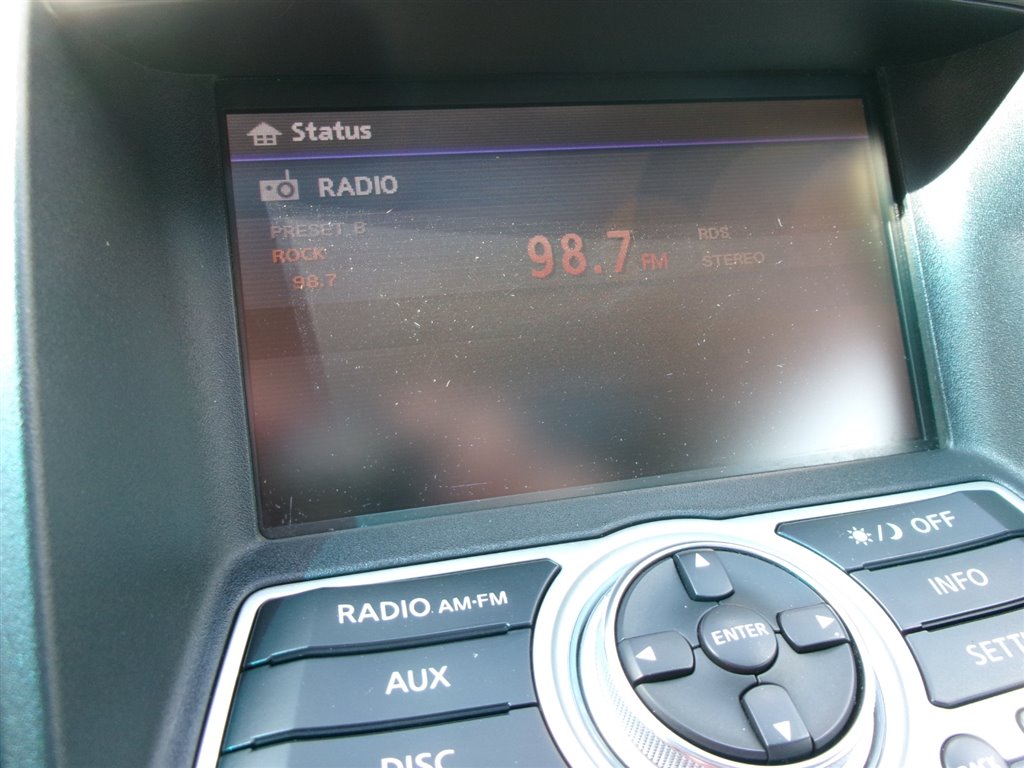 Status
RADIO
PRESET B
ROCK
98.7
98.7 FM
RDS
STEREO
OFF
RADIO AM·FM
INFO
ENTER
AUX
DISC